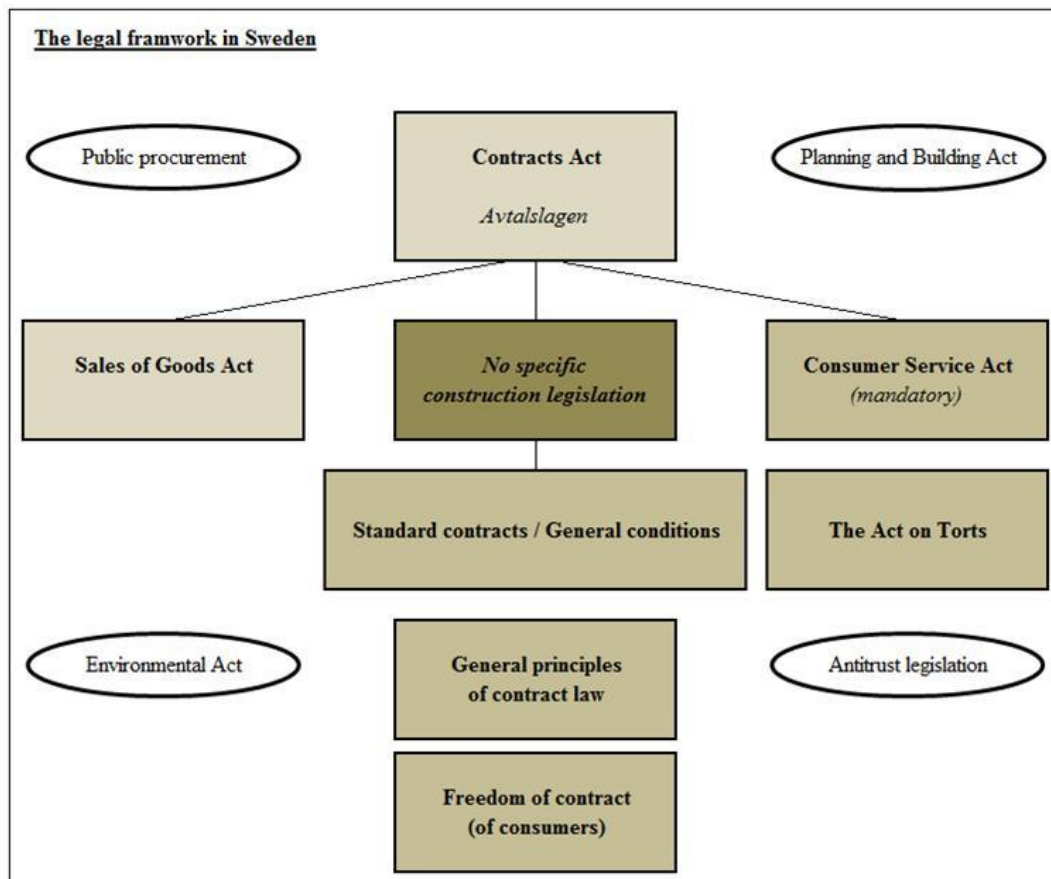 The legal framwork in Sweden
Public procurement
Contracts Act
Avtalslagen
Planning and Building Act
Sales of Goods Act
No specific
construction legislation
Consumer Service Act
(mandatory)
Standard contracts / General conditions
The Act on Torts
Environmental Act
General principles
of contract law
Antitrust legislation
Freedom of contract
(of consumers)